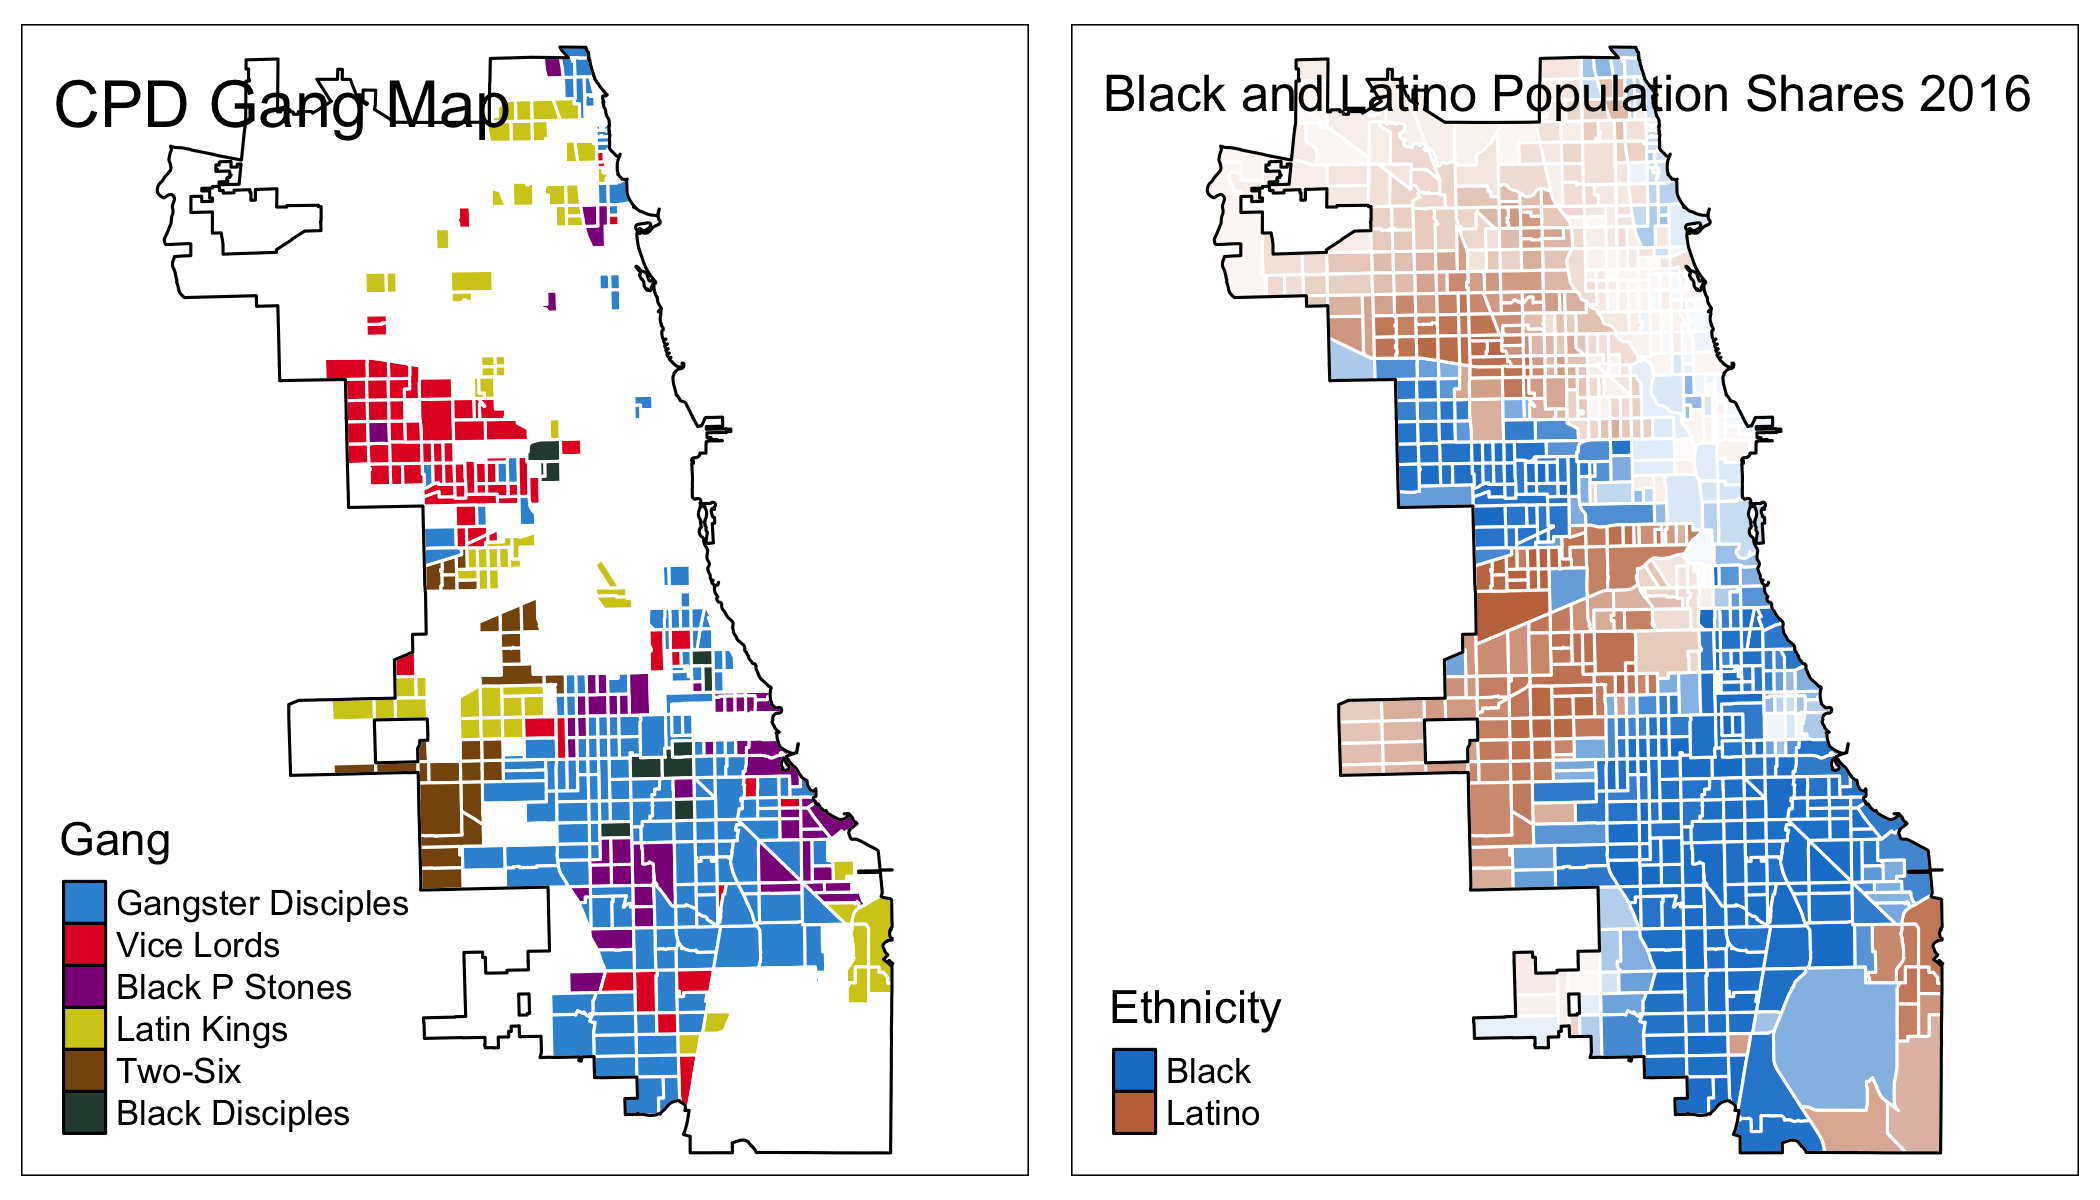 CPD Gang Map
Gang
Gangster Disciples
Vice Lords
Black P Stones
Latin Kings
Two-Six
Black Disciples
Black and Latino Population Shares 2016
Ethnicity
Black
Latino